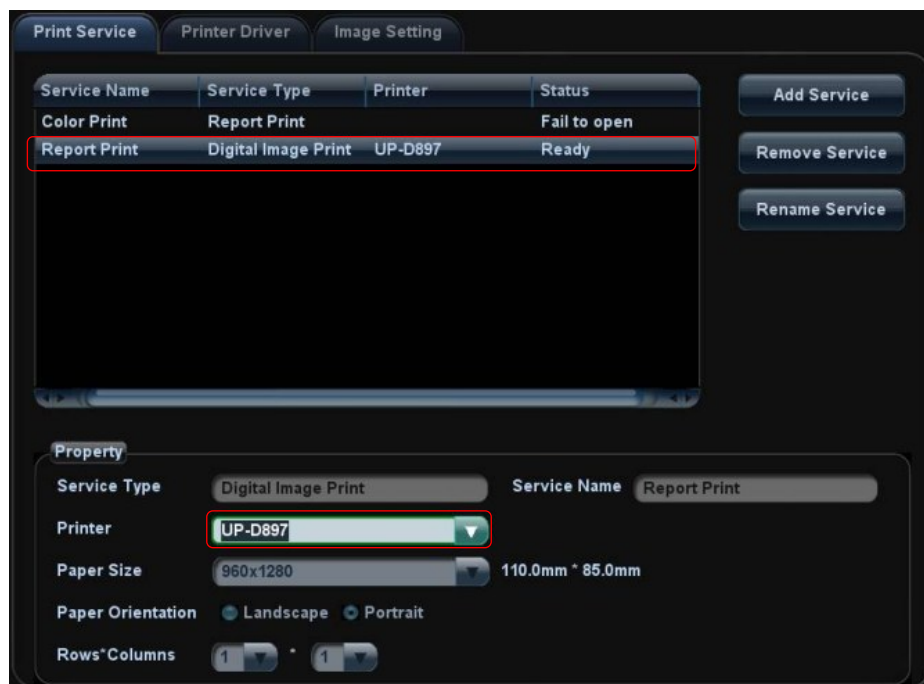 Print Service Printer Driver Image Setting
Service Name Service Type Printer Status
Color Print Report Print Fail to open
Report Print Digital Image Print UP-D897 Ready
Add Service
Remove Service
Rename Service
Property
Service Type Digital Image Print Service Name Report Print
Printer UP-D897
Paper Size 960x1280 110.0mm * 85.0mm
Paper Orientation Landscape Portrait
Rows*Columns 1 * 1